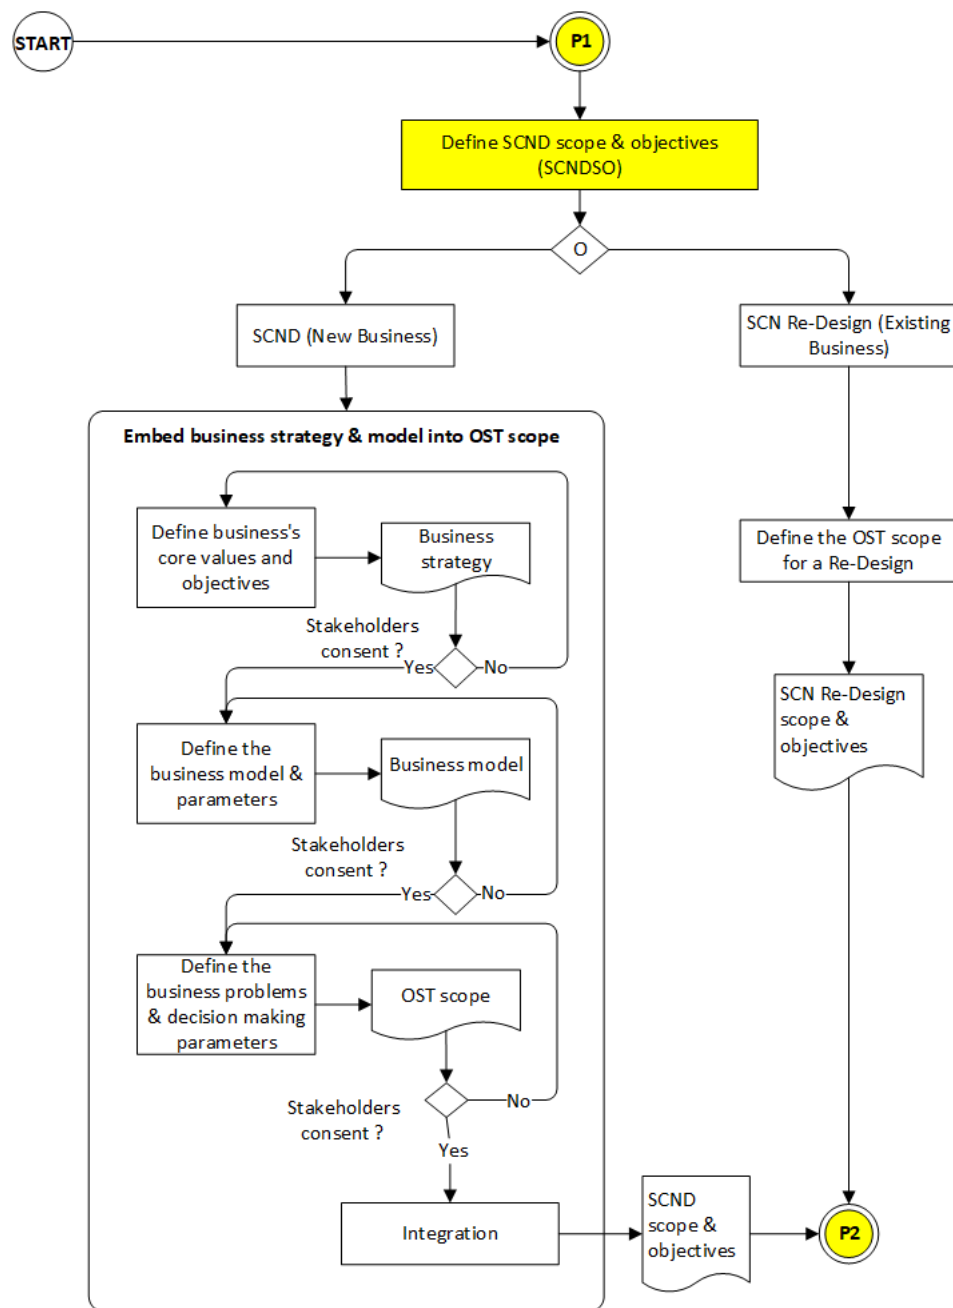 START
P1
Define SCND scope & objectives
(SCNDSO)
O
SCND (New Business)
SCN Re-Design (Existing
Business)
Embed business strategy & model into OST scope
Define business's
core values and
objectives
Business
strategy
Stakeholders
consent ?
Yes
No
Define the OST scope
for a Re-Design
SCN Re-Design
scope &
objectives
Define the
business model &
parameters
Business model
Stakeholders
consent ?
Yes
No
Define the
business problems
& decision making
parameters
OST scope
Stakeholders
consent ?
No
Yes
Integration
SCND
scope &
objectives
P2